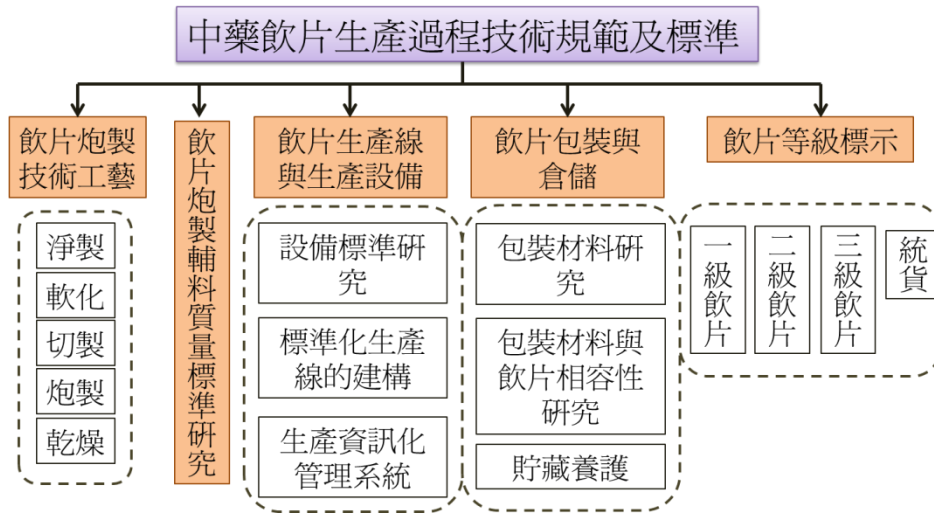 中藥飲片生產過程技術規範及標準
飲片炮製
技術工藝
淨製
軟化
切製
炮製
乾燥
飲片炮製輔料質量標準研究
飲片生產線
與生產設備
設備標準研
究
標準化生產
線的建構
生產資訊化
管理系統
飲片包裝與
倉儲
包裝材料研
究
包裝材料與
飲片相容性
研究
貯藏養護
飲片等級標示
一級飲片
二級飲片
三級飲片
統貨